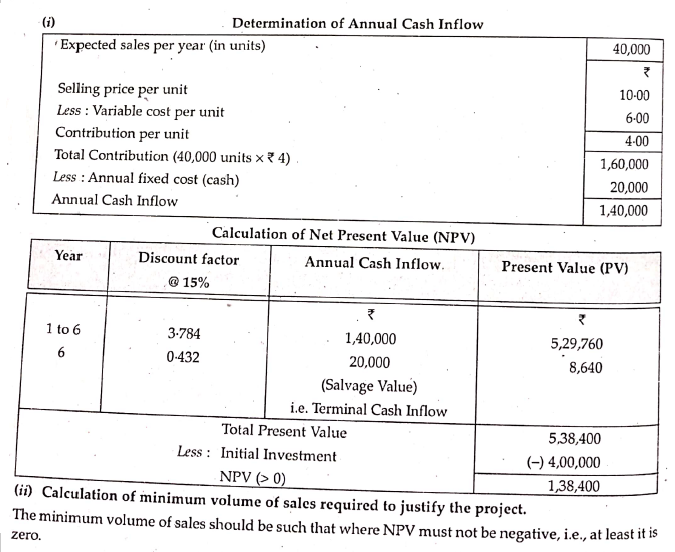 (i) Determination of Annual Cash Inflow
Expected sales per year (in units) 40,000
₹
Selling price per unit 10·00
Less : Variable cost per unit 6·00
Contribution per unit 4·00
Total Contribution (40,000 units × ₹ 4) 1,60,000
Less : Annual fixed cost (cash) 20,000
Annual Cash Inflow 1,40,000
Calculation of Net Present Value (NPV)
Year Discount factor Annual Cash Inflow. Present Value (PV)
@ 15%
₹ ₹
1 to 6 3·784 1,40,000 5,29,760
6 0·432 20,000 8,640
(Salvage Value)
i.e. Terminal Cash Inflow
Total Present Value 5,38,400
Less : Initial Investment (–) 4,00,000
NPV (> 0) 1,38,400
(ii) Calculation of minimum volume of sales required to justify the project.
The minimum volume of sales should be such that where NPV must not be negative, i.e., at least it is
zero.